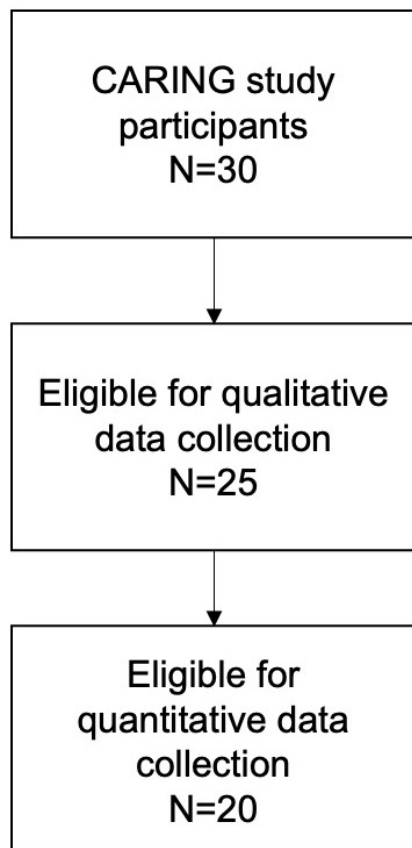 CARING study
participants
N=30
Eligible for qualitative
data collection
N=25
Eligible for
quantitative data
collection
N=20